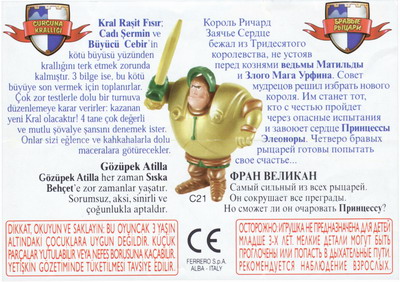 CURCUNA
KRALLIĞI
Kral Raşit Fısır,
Cadı Şermin ve
Büyücü Cebir'in
kötü büyüsü yüzünden
krallığını terk etmek zorunda
kalmıştır. 3 bilge ise, bu kötü
büyüye son vermek için toplanırlar.
Çok zor testlerle dolu bir turnuva
düzenlemeye karar verirler: kazanan
yeni Kral olacaktır! 4 tane çok değerli
ve mutlu şövalye şansını denemek ister.
Onlar sizi eğlence ve kahkahalarla dolu
maceralara götürecekler.
Gözüpek Atilla
Gözüpek Atilla her zaman Sıska
Behçet'e zor zamanlar yaşatır.
Sorumsuz, aksi, sinirli ve
çoğunlukla aptaldır.
DİKKAT, OKUYUN VE SAKLAYIN: BU OYUNCAK 3 YAŞIN
ALTINDAKİ ÇOCUKLARA UYGUN DEĞİLDİR. KÜÇÜK
PARÇALAR YUTULABİLİR VEYA NEFES BORUSUNA KAÇABİLİR.
YETİŞKİN GÖZETİMİNDE TÜKETİLMESİ TAVSİYE EDİLİR.
C21
CE
FERRERO S.p.A.
ALBA - ITALY
БРАВЫЕ
РЫЦАРИ
Король Ричард
Заячье Сердце
бежал из Тридесятого
королевства, не устояв
перед кознями ведьмы Матильды
и Злого Мага Урфина. Совет
мудрецов решил избрать нового
короля. Им станет тот,
кто с честью пройдет
через опасные испытания
и завоюет сердце Принцессы
Элеоноры. Четверо бравых
рыцарей готовы попытать
свое счастье...
ФРАН ВЕЛИКАН
Самый сильный из всех рыцарей.
Он сокрушает все преграды.
Но сможет ли он очаровать Принцессу?
ОСТОРОЖНО, ИГРУШКА НЕ ПРЕДНАЗНАЧЕНА ДЛЯ ДЕТЕЙ
МЛАДШЕ 3-Х ЛЕТ. МЕЛКИЕ ДЕТАЛИ МОГУТ БЫТЬ
ПРОГЛОЧЕНЫ ИЛИ ПОПАСТЬ В ДЫХАТЕЛЬНЫЕ ПУТИ.
РЕКОМЕНДУЕТСЯ НАБЛЮДЕНИЕ ВЗРОСЛЫХ.